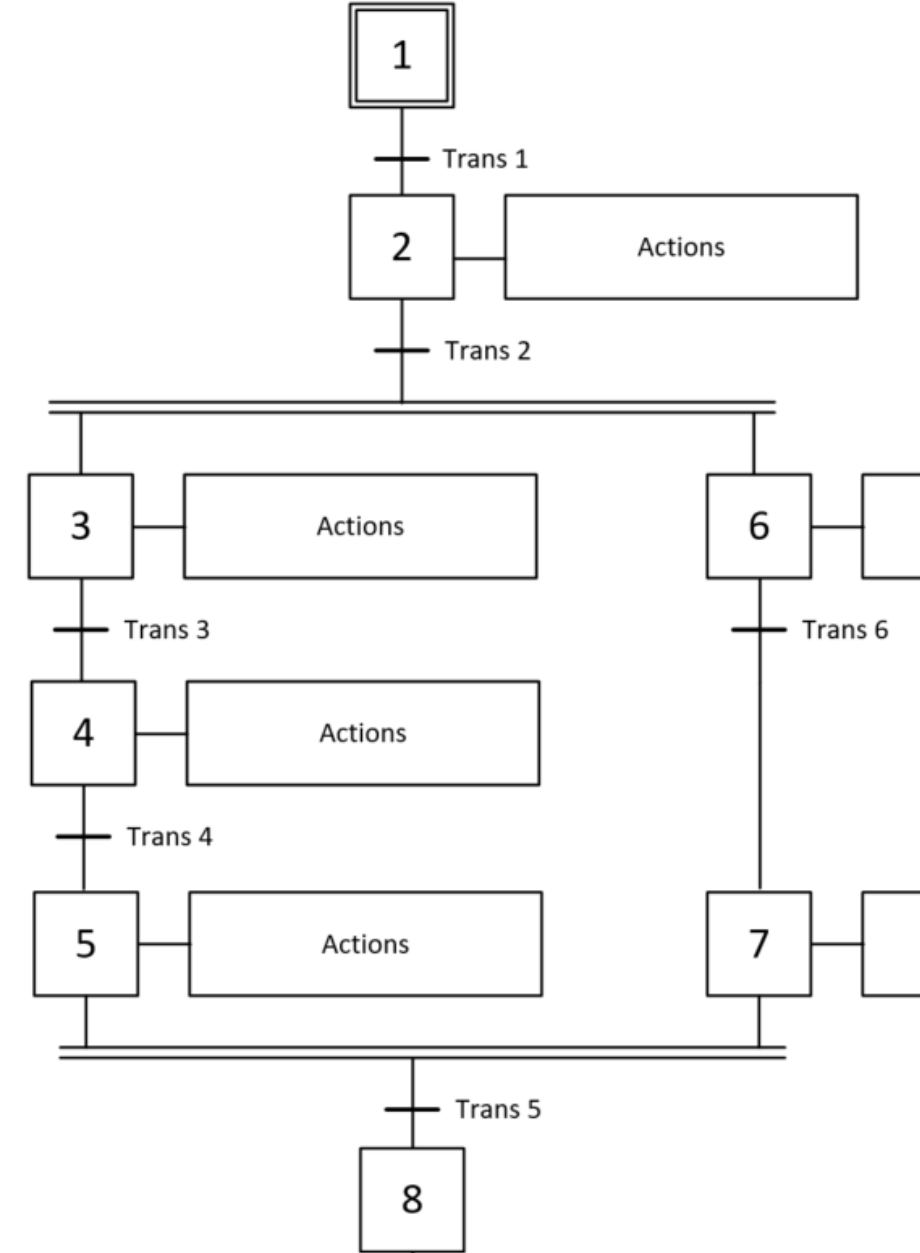 1
Trans 1
2
Actions
Trans 2
3
Actions
6
Trans 3
Trans 6
4
Actions
Trans 4
5
Actions
7
Trans 5
8